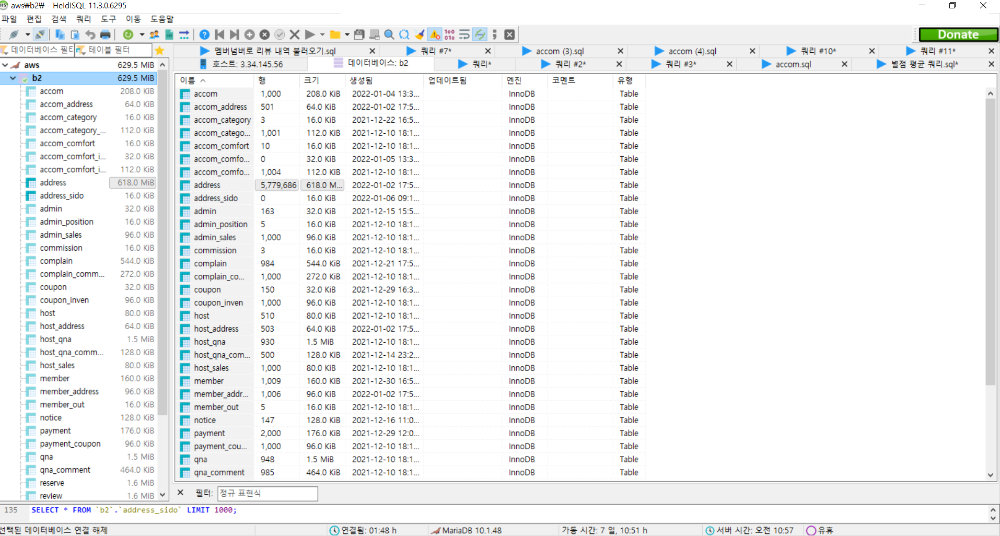 aws₩b2₩ - HeidiSQL 11.3.0.6295
파일 편집 검색 쿼리 도구 이동 도움말
Donate
데이터베이스 필터 테이블 필터
멤버넘버로 리뷰 내역 불러오기.sql 쿼리 #7* accom (3).sql accom (4).sql 쿼리 #10* 쿼리 #11*
호스트: 3.34.145.56 데이터베이스: b2 쿼리* 쿼리 #2* 쿼리 #3* accom.sql 별점 평균 쿼리.sql*
aws 629.5 MiB
b2 629.5 MiB
accom 208.0 KiB
accom_address 64.0 KiB
accom_category 16.0 KiB
accom_category_... 112.0 KiB
accom_comfort 16.0 KiB
accom_comfort_i... 32.0 KiB
accom_comfort_i... 112.0 KiB
address 618.0 MiB
address_sido 16.0 KiB
admin 32.0 KiB
admin_position 16.0 KiB
admin_sales 96.0 KiB
commission 16.0 KiB
complain 544.0 KiB
complain_comm... 272.0 KiB
coupon 32.0 KiB
coupon_inven 96.0 KiB
host 80.0 KiB
host_address 64.0 KiB
host_qna 1.5 MiB
host_qna_comm... 128.0 KiB
host_sales 80.0 KiB
member 160.0 KiB
member_address 96.0 KiB
member_out 16.0 KiB
notice 128.0 KiB
payment 176.0 KiB
payment_coupon 96.0 KiB
qna 1.5 MiB
qna_comment 464.0 KiB
reserve 1.6 MiB
review 1.6 MiB
이름 행 크기 생성됨 업데이트됨 엔진 코멘트 유형
accom 1,000 208.0 KiB 2022-01-04 13:3... InnoDB Table
accom_address 501 64.0 KiB 2022-01-02 17:5... InnoDB Table
accom_category 3 16.0 KiB 2021-12-22 16:5... InnoDB Table
accom_catego... 1,001 112.0 KiB 2021-12-10 18:1... InnoDB Table
accom_comfort 10 16.0 KiB 2021-12-10 18:1... InnoDB Table
accom_comfo... 0 32.0 KiB 2022-01-05 13:3... InnoDB Table
accom_comfo... 1,004 112.0 KiB 2021-12-10 18:1... InnoDB Table
address 5,779,686 618.0 M... 2022-01-02 17:5... InnoDB Table
address_sido 0 16.0 KiB 2022-01-06 09:1... InnoDB Table
admin 163 32.0 KiB 2021-12-15 15:5... InnoDB Table
admin_position 5 16.0 KiB 2021-12-10 18:1... InnoDB Table
admin_sales 1,000 96.0 KiB 2021-12-10 18:1... InnoDB Table
commission 3 16.0 KiB 2021-12-10 18:1... InnoDB Table
complain 984 544.0 KiB 2021-12-21 17:5... InnoDB Table
complain_co... 1,000 272.0 KiB 2021-12-10 18:1... InnoDB Table
coupon 150 32.0 KiB 2021-12-29 16:3... InnoDB Table
coupon_inven 1,000 96.0 KiB 2021-12-10 18:1... InnoDB Table
host 510 80.0 KiB 2021-12-10 18:1... InnoDB Table
host_address 503 64.0 KiB 2022-01-02 17:5... InnoDB Table
host_qna 930 1.5 MiB 2021-12-10 18:1... InnoDB Table
host_qna_com... 500 128.0 KiB 2021-12-14 23:2... InnoDB Table
host_sales 1,000 80.0 KiB 2021-12-10 18:1... InnoDB Table
member 1,009 160.0 KiB 2021-12-30 16:5... InnoDB Table
member_addr... 1,006 96.0 KiB 2022-01-02 17:5... InnoDB Table
member_out 5 16.0 KiB 2021-12-10 18:1... InnoDB Table
notice 147 128.0 KiB 2021-12-16 11:0... InnoDB Table
payment 2,000 176.0 KiB 2021-12-29 12:0... InnoDB Table
payment_cou... 1,000 96.0 KiB 2021-12-10 18:1... InnoDB Table
qna 948 1.5 MiB 2021-12-10 18:1... InnoDB Table
qna_comment 985 464.0 KiB 2021-12-10 18:1... InnoDB Table
필터: 정규 표현식
135 SELECT * FROM `b2`.`address_sido` LIMIT 1000;
선택된 데이터베이스 연결 해제 연결됨: 01:48 h MariaDB 10.1.48 가동 시간: 7 일, 10:51 h 서버 시간: 오전 10:57 유휴